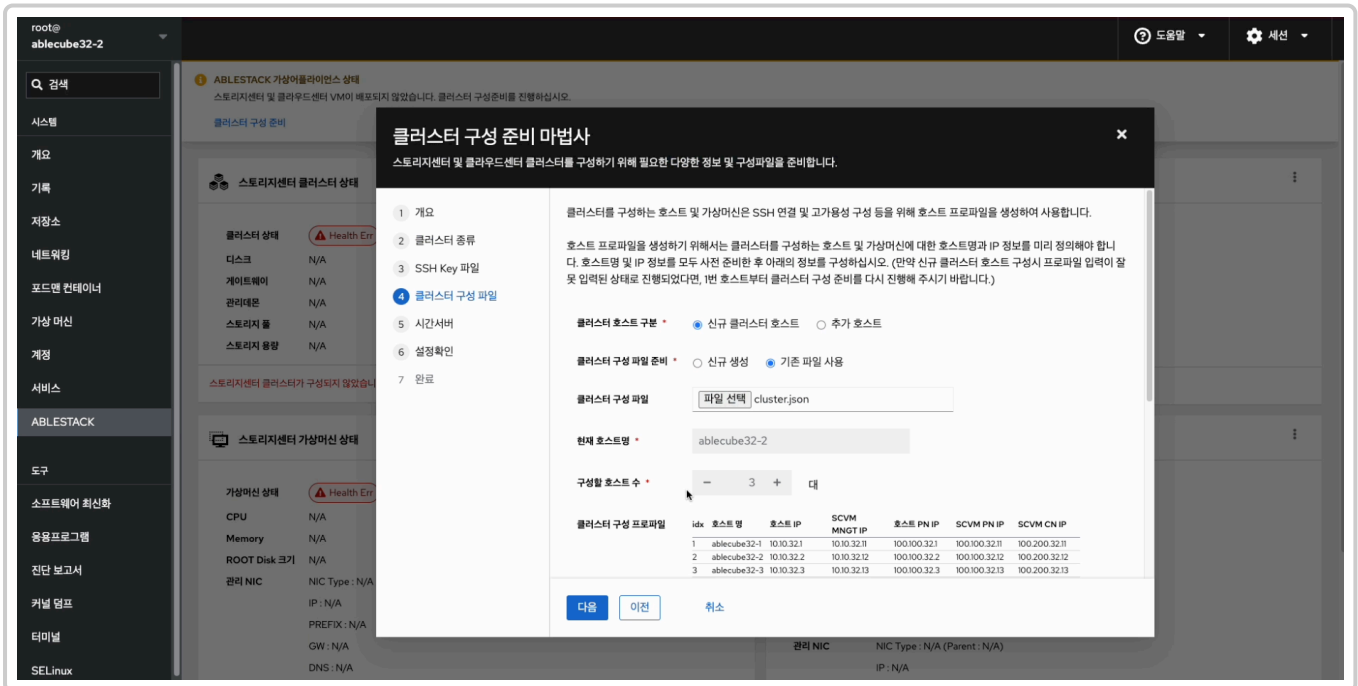 root@
ablecube32-2
도움말
세션
검색
시스템
개요
기록
저장소
네트워킹
포드맨 컨테이너
가상 머신
계정
서비스
ABLESTACK
도구
소프트웨어 최신화
응용프로그램
진단 보고서
커널 덤프
터미널
SELinux
ABLESTACK 가상어플라이언스 상태
스토리지센터 및 클라우드센터 VM이 배포되지 않았습니다. 클러스터 구성준비를 진행하십시오.
클러스터 구성 준비
스토리지센터 클러스터 상태
클러스터 상태 Health Err
디스크 N/A
게이트웨이 N/A
관리데몬 N/A
스토리지 풀 N/A
스토리지 용량 N/A
스토리지센터 클러스터가 구성되지 않았습니
스토리지센터 가상머신 상태
가상머신 상태 Health Err
CPU N/A
Memory N/A
ROOT Disk 크기 N/A
관리 NIC NIC Type : N/A
IP : N/A
PREFIX : N/A
GW : N/A
DNS : N/A
관리 NIC NIC Type : N/A (Parent : N/A)
IP : N/A
클러스터 구성 준비 마법사
스토리지센터 및 클라우드센터 클러스터를 구성하기 위해 필요한 다양한 정보 및 구성파일을 준비합니다.
1 개요
2 클러스터 종류
3 SSH Key 파일
4 클러스터 구성 파일
5 시간서버
6 설정확인
7 완료
클러스터를 구성하는 호스트 및 가상머신은 SSH 연결 및 고가용성 구성 등을 위해 호스트 프로파일을 생성하여 사용합니다.
호스트 프로파일을 생성하기 위해서는 클러스터를 구성하는 호스트 및 가상머신에 대한 호스트명과 IP 정보를 미리 정의해야 합니
다. 호스트명 및 IP 정보를 모두 사전 준비한 후 아래의 정보를 구성하십시오. (만약 신규 클러스터 호스트 구성시 프로파일 입력이 잘
못 입력된 상태로 진행되었다면, 1번 호스트부터 클러스터 구성 준비를 다시 진행해 주시기 바랍니다.)
클러스터 호스트 구분 * 신규 클러스터 호스트 추가 호스트
클러스터 구성 파일 준비 * 신규 생성 기존 파일 사용
클러스터 구성 파일 파일 선택 cluster.json
현재 호스트명 * ablecube32-2
구성할 호스트 수 * − 3 + 대
클러스터 구성 프로파일 idx 호스트 명 호스트 IP SCVM MNGT IP 호스트 PN IP SCVM PN IP SCVM CN IP
1 ablecube32-1 10.10.32.1 10.10.32.11 100.100.32.1 100.100.32.11 100.200.32.11
2 ablecube32-2 10.10.32.2 10.10.32.12 100.100.32.2 100.100.32.12 100.200.32.12
3 ablecube32-3 10.10.32.3 10.10.32.13 100.100.32.3 100.100.32.13 100.200.32.13
다음 이전 취소